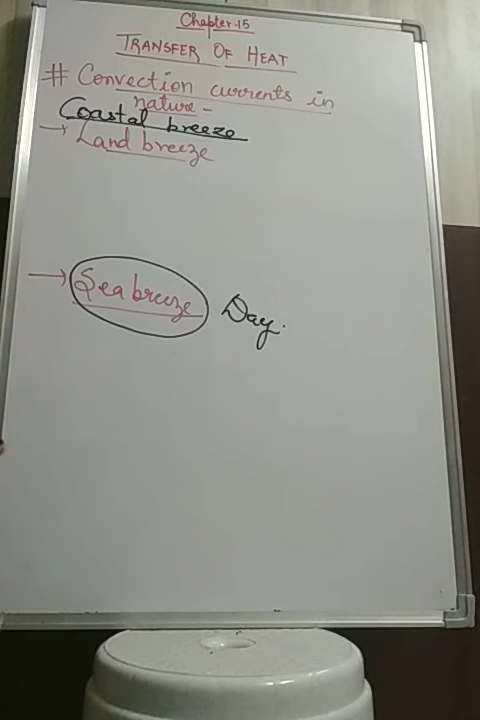 Chapter-15
TRANSFER OF HEAT
# Convection currents in
nature -
Coastal breeze
→ Land breeze
→ Sea breeze Day.